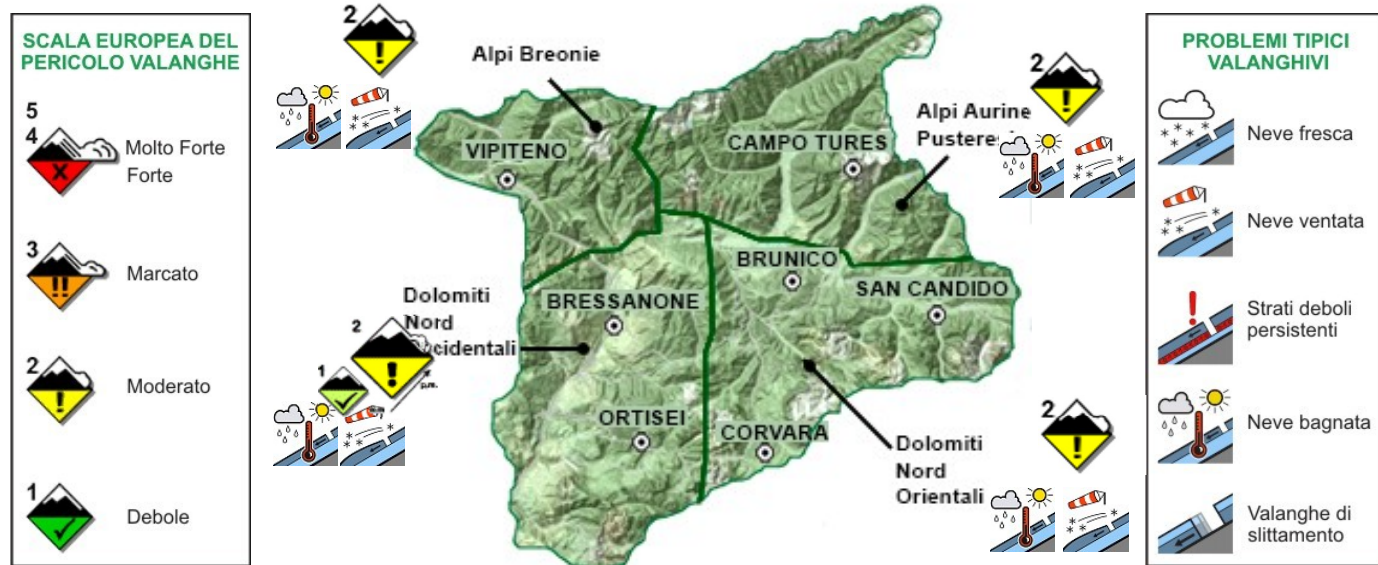 SCALA EUROPEA DEL
PERICOLO VALANGHE
5
4
Molto Forte
Forte
3
Marcato
2
Moderato
1
Debole
2
Alpi Breonie
VIPITENO
CAMPO TURES
2
Alpi Aurine
BRUNICO
SAN CANDIDO
BRESSANONE
Dolomiti
Nord
2
1
p.m.
ORTISEI
CORVARA
2
Dolomiti
Nord
Orientali
PROBLEMI TIPICI
VALANGHIVI
Neve fresca
Neve ventata
Strati deboli
persistenti
Neve bagnata
Valanghe di
slittamento